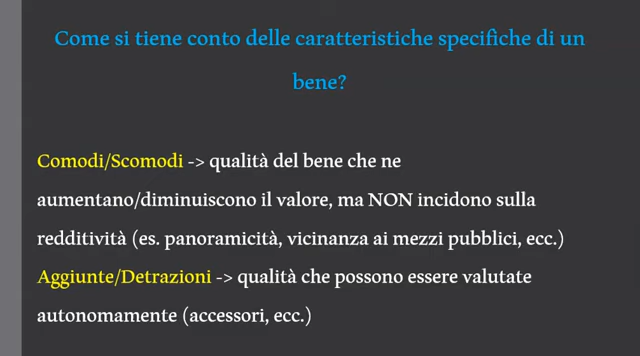 Come si tiene conto delle caratteristiche specifiche di un
bene?
Comodi/Scomodi -> qualità del bene che ne
aumentano/diminuiscono il valore, ma NON incidono sulla
redditività (es. panoramicità, vicinanza ai mezzi pubblici, ecc.)
Aggiunte/Detrazioni -> qualità che possono essere valutate
autonomamente (accessori, ecc.)